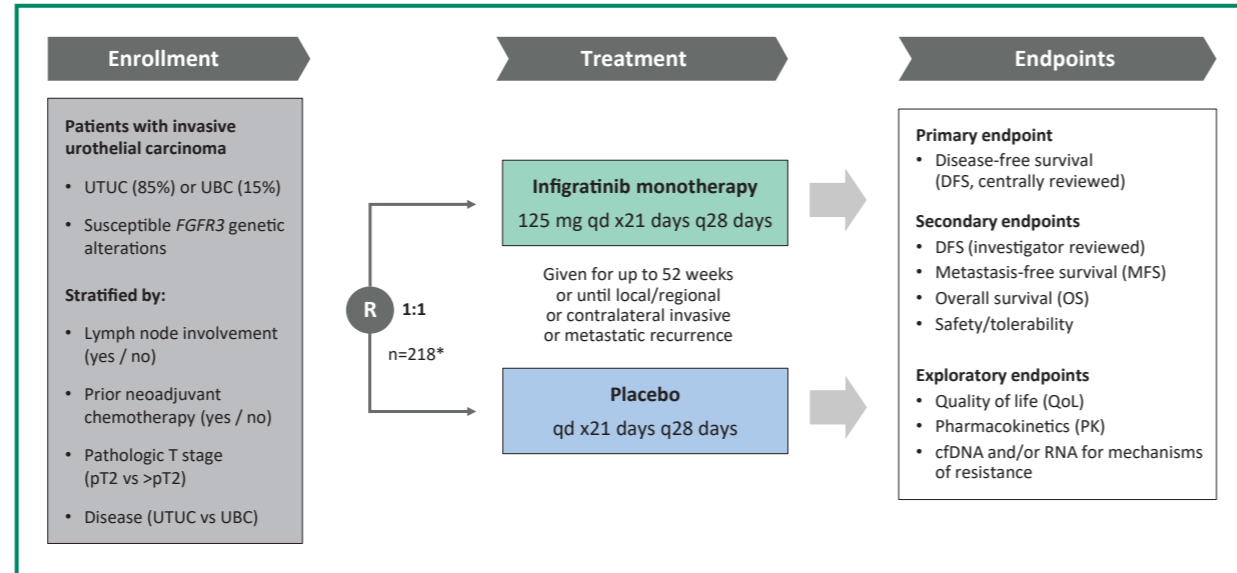 Enrollment
Patients with invasive
urothelial carcinoma
• UTUC (85%) or UBC (15%)
• Susceptible FGFR3 genetic
alterations
Stratified by:
• Lymph node involvement
(yes / no)
• Prior neoadjuvant
chemotherapy (yes / no)
• Pathologic T stage
(pT2 vs >pT2)
• Disease (UTUC vs UBC)
R
1:1
n=218*
Treatment
Infigratinib monotherapy
125 mg qd x21 days q28 days
Given for up to 52 weeks
or until local/regional
or contralateral invasive
or metastatic recurrence
Placebo
qd x21 days q28 days
Endpoints
Primary endpoint
• Disease-free survival
(DFS, centrally reviewed)
Secondary endpoints
• DFS (investigator reviewed)
• Metastasis-free survival (MFS)
• Overall survival (OS)
• Safety/tolerability
Exploratory endpoints
• Quality of life (QoL)
• Pharmacokinetics (PK)
• cfDNA and/or RNA for mechanisms
of resistance